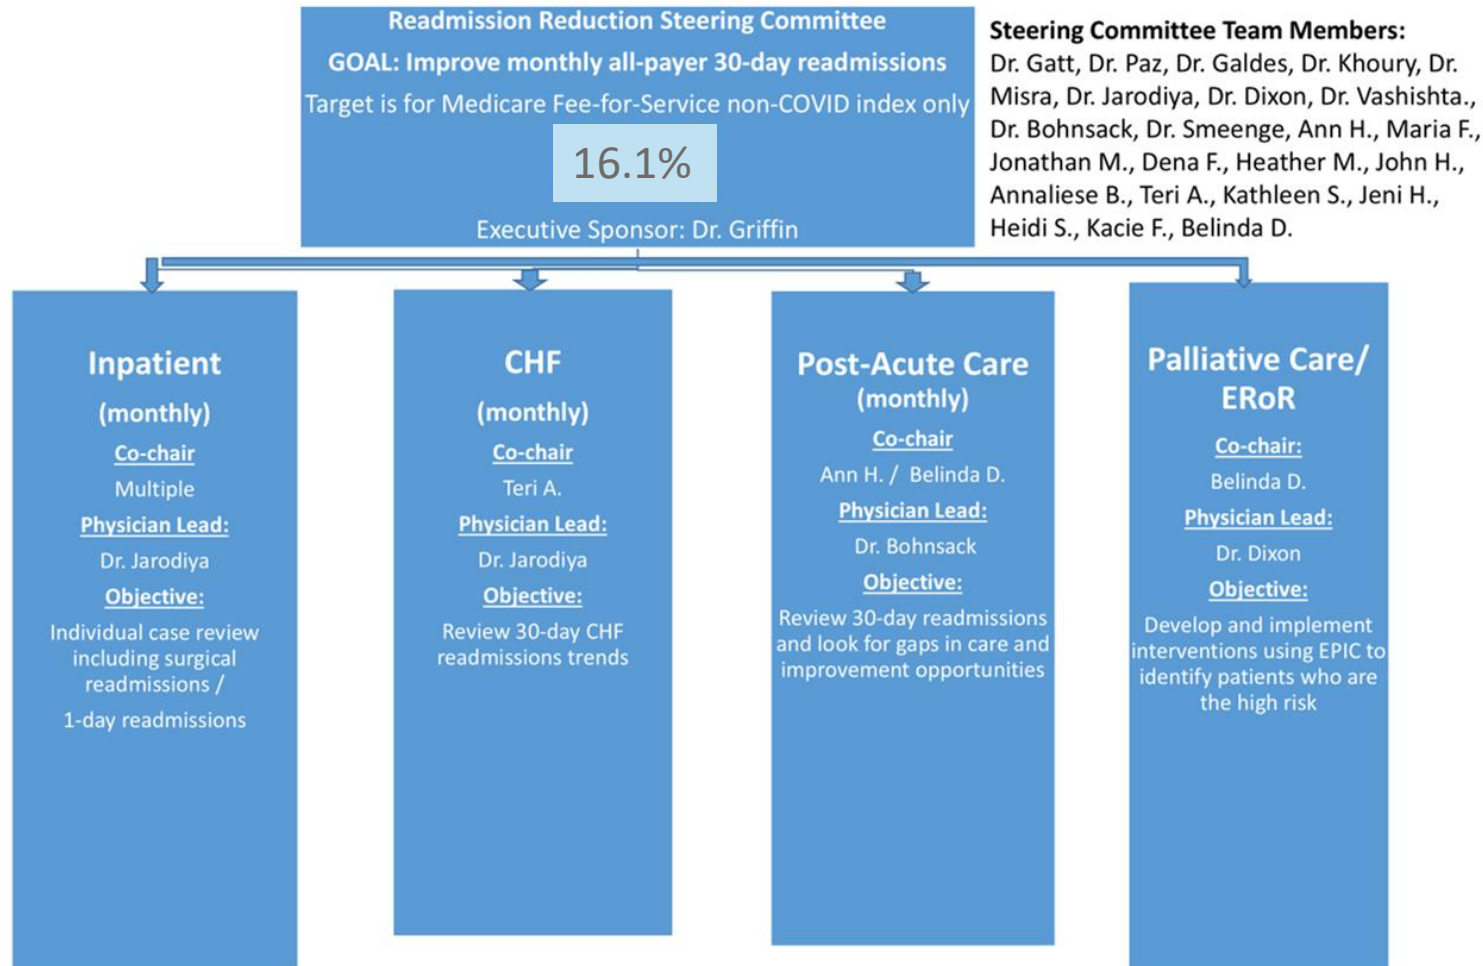 Readmission Reduction Steering Committee
GOAL: Improve monthly all-payer 30-day readmissions
Target is for Medicare Fee-for-Service non-COVID index only
16.1%
Executive Sponsor: Dr. Griffin
Steering Committee Team Members:
Dr. Gatt, Dr. Paz, Dr. Galdes, Dr. Khoury, Dr.
Misra, Dr. Jarodiya, Dr. Dixon, Dr. Vashishta.,
Dr. Bohnsack, Dr. Smeenge, Ann H., Maria F.,
Jonathan M., Dena F., Heather M., John H.,
Annaliese B., Teri A., Kathleen S., Jeni H.,
Heidi S., Kacie F., Belinda D.
Inpatient
(monthly)
Co-chair
Multiple
Physician Lead:
Dr. Jarodiya
Objective:
Individual case review
including surgical
readmissions /
1-day readmissions
CHF
(monthly)
Co-chair
Teri A.
Physician Lead:
Dr. Jarodiya
Objective:
Review 30-day CHF
readmissions trends
Post-Acute Care
(monthly)
Co-chair
Ann H. / Belinda D.
Physician Lead:
Dr. Bohnsack
Objective:
Review 30-day readmissions
and look for gaps in care and
improvement opportunities
Palliative Care/
ERoR
Co-chair:
Belinda D.
Physician Lead:
Dr. Dixon
Objective:
Develop and implement
interventions using EPIC to
identify patients who are
the high risk